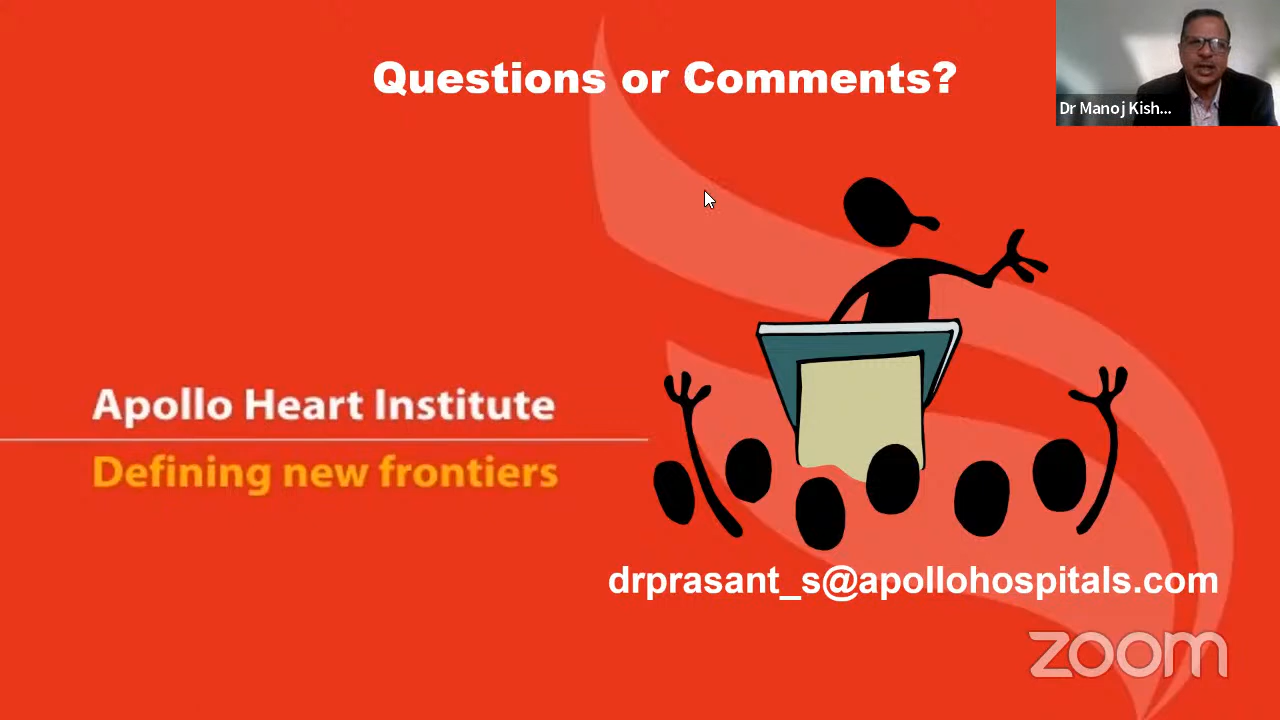 Questions or Comments?
Dr Manoj Kish...
Apollo Heart Institute
Defining new frontiers
drprasant_s@apollohospitals.com
zoom